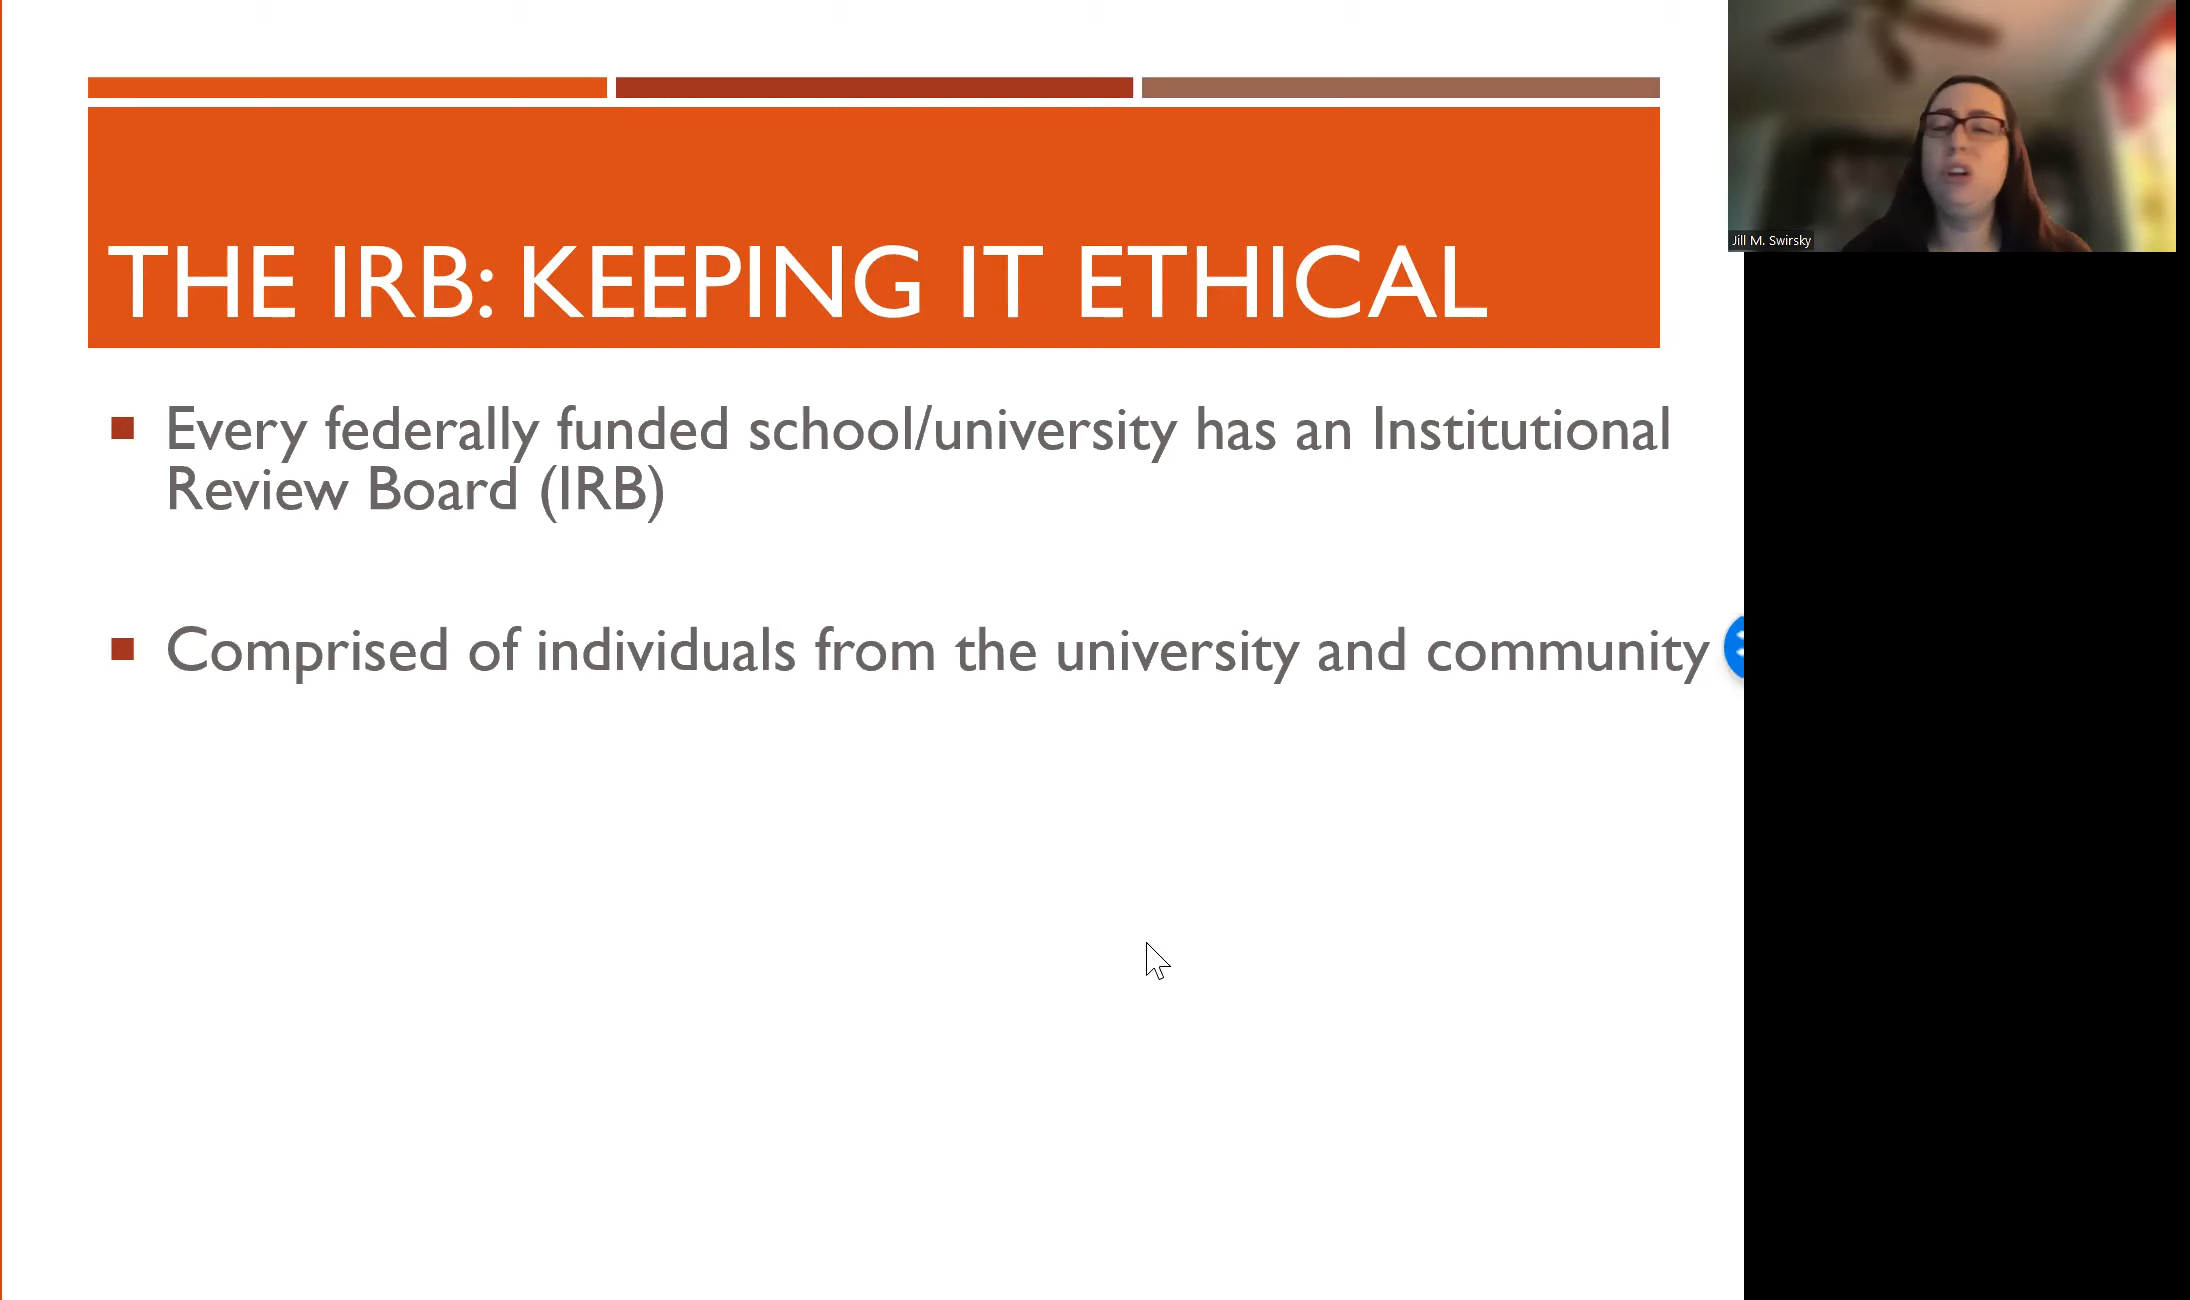 THE IRB: KEEPING IT ETHICAL
Every federally funded school/university has an Institutional
Review Board (IRB)
Comprised of individuals from the university and community
Jill M. Swirsky